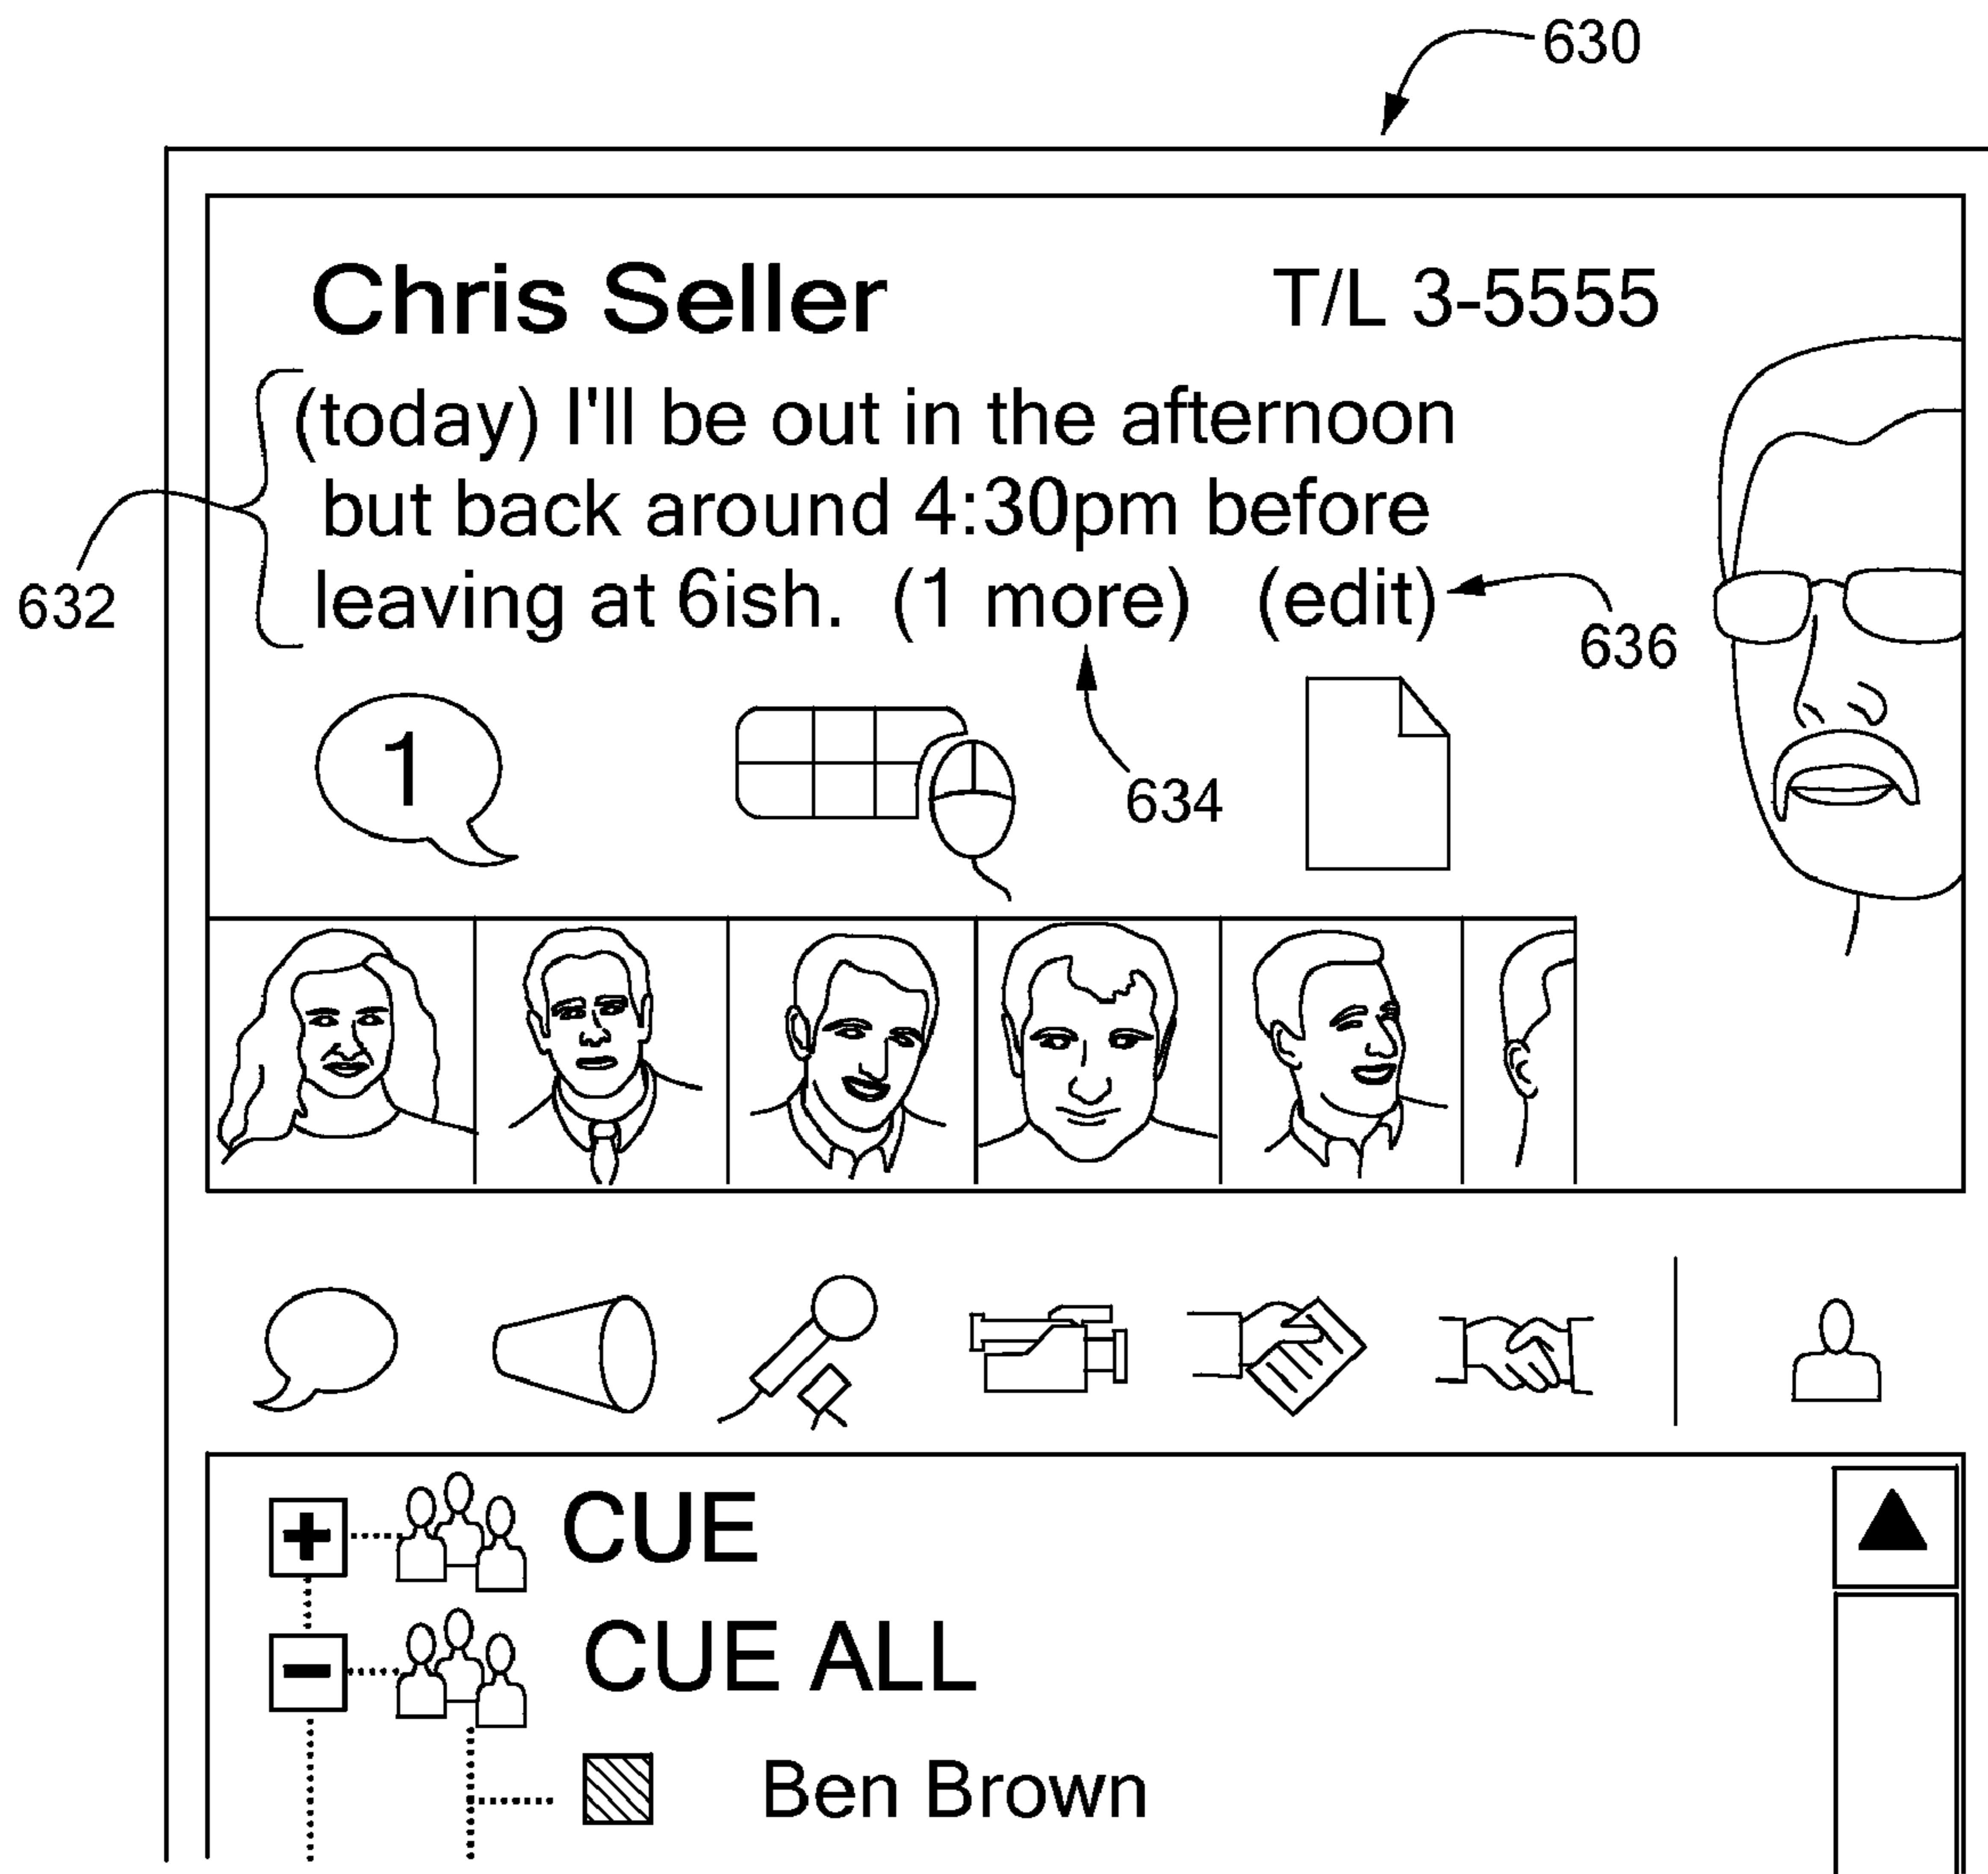 630
Chris Seller T/L 3-5555
(today) I'll be out in the afternoon
but back around 4:30pm before
leaving at 6ish. (1 more) (edit)
632
636
1
634
CUE
CUE ALL
Ben Brown